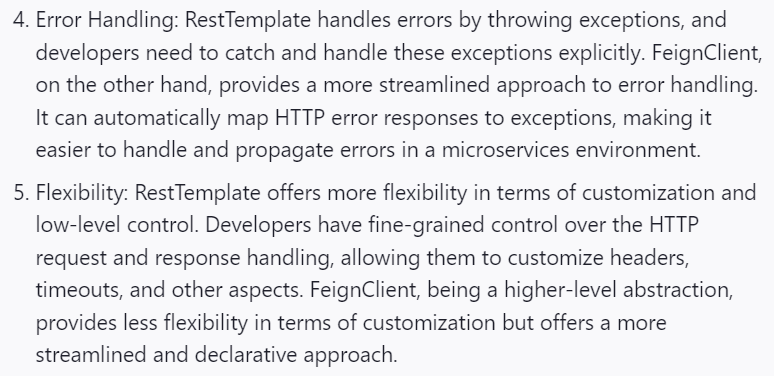 4. Error Handling: RestTemplate handles errors by throwing exceptions, and
developers need to catch and handle these exceptions explicitly. FeignClient,
on the other hand, provides a more streamlined approach to error handling.
It can automatically map HTTP error responses to exceptions, making it
easier to handle and propagate errors in a microservices environment.
5. Flexibility: RestTemplate offers more flexibility in terms of customization and
low-level control. Developers have fine-grained control over the HTTP
request and response handling, allowing them to customize headers,
timeouts, and other aspects. FeignClient, being a higher-level abstraction,
provides less flexibility in terms of customization but offers a more
streamlined and declarative approach.